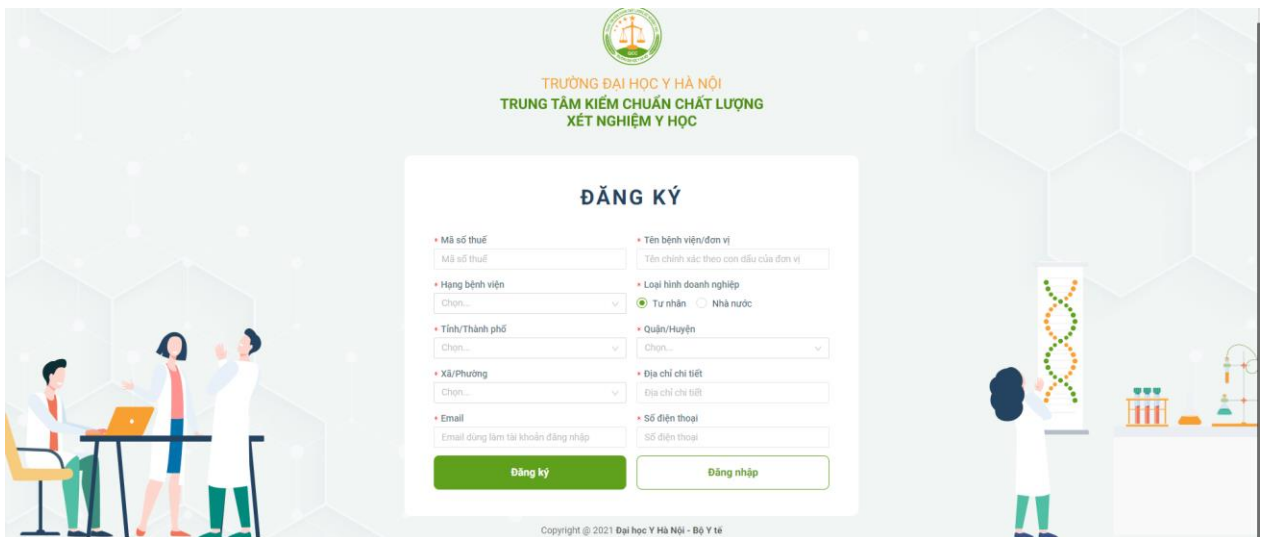 TRƯỜNG ĐẠI HỌC Y HÀ NỘI
TRUNG TÂM KIỂM CHUẨN CHẤT LƯỢNG
XÉT NGHIỆM Y HỌC
ĐĂNG KÝ
* Mã số thuế
Mã số thuế
* Tên bệnh viện/đơn vị
Tên chính xác theo con dấu của đơn vị
* Hạng bệnh viện
Chọn...
* Loại hình doanh nghiệp
Tư nhân Nhà nước
* Tỉnh/Thành phố
Chọn...
* Quận/Huyện
Chọn...
* Xã/Phường
Chọn...
* Địa chỉ chi tiết
Địa chỉ chi tiết
* Email
Email dùng làm tài khoản đăng nhập
* Số điện thoại
Số điện thoại
Đăng ký
Đăng nhập
Copyright @ 2021 Đại học Y Hà Nội - Bộ Y tế